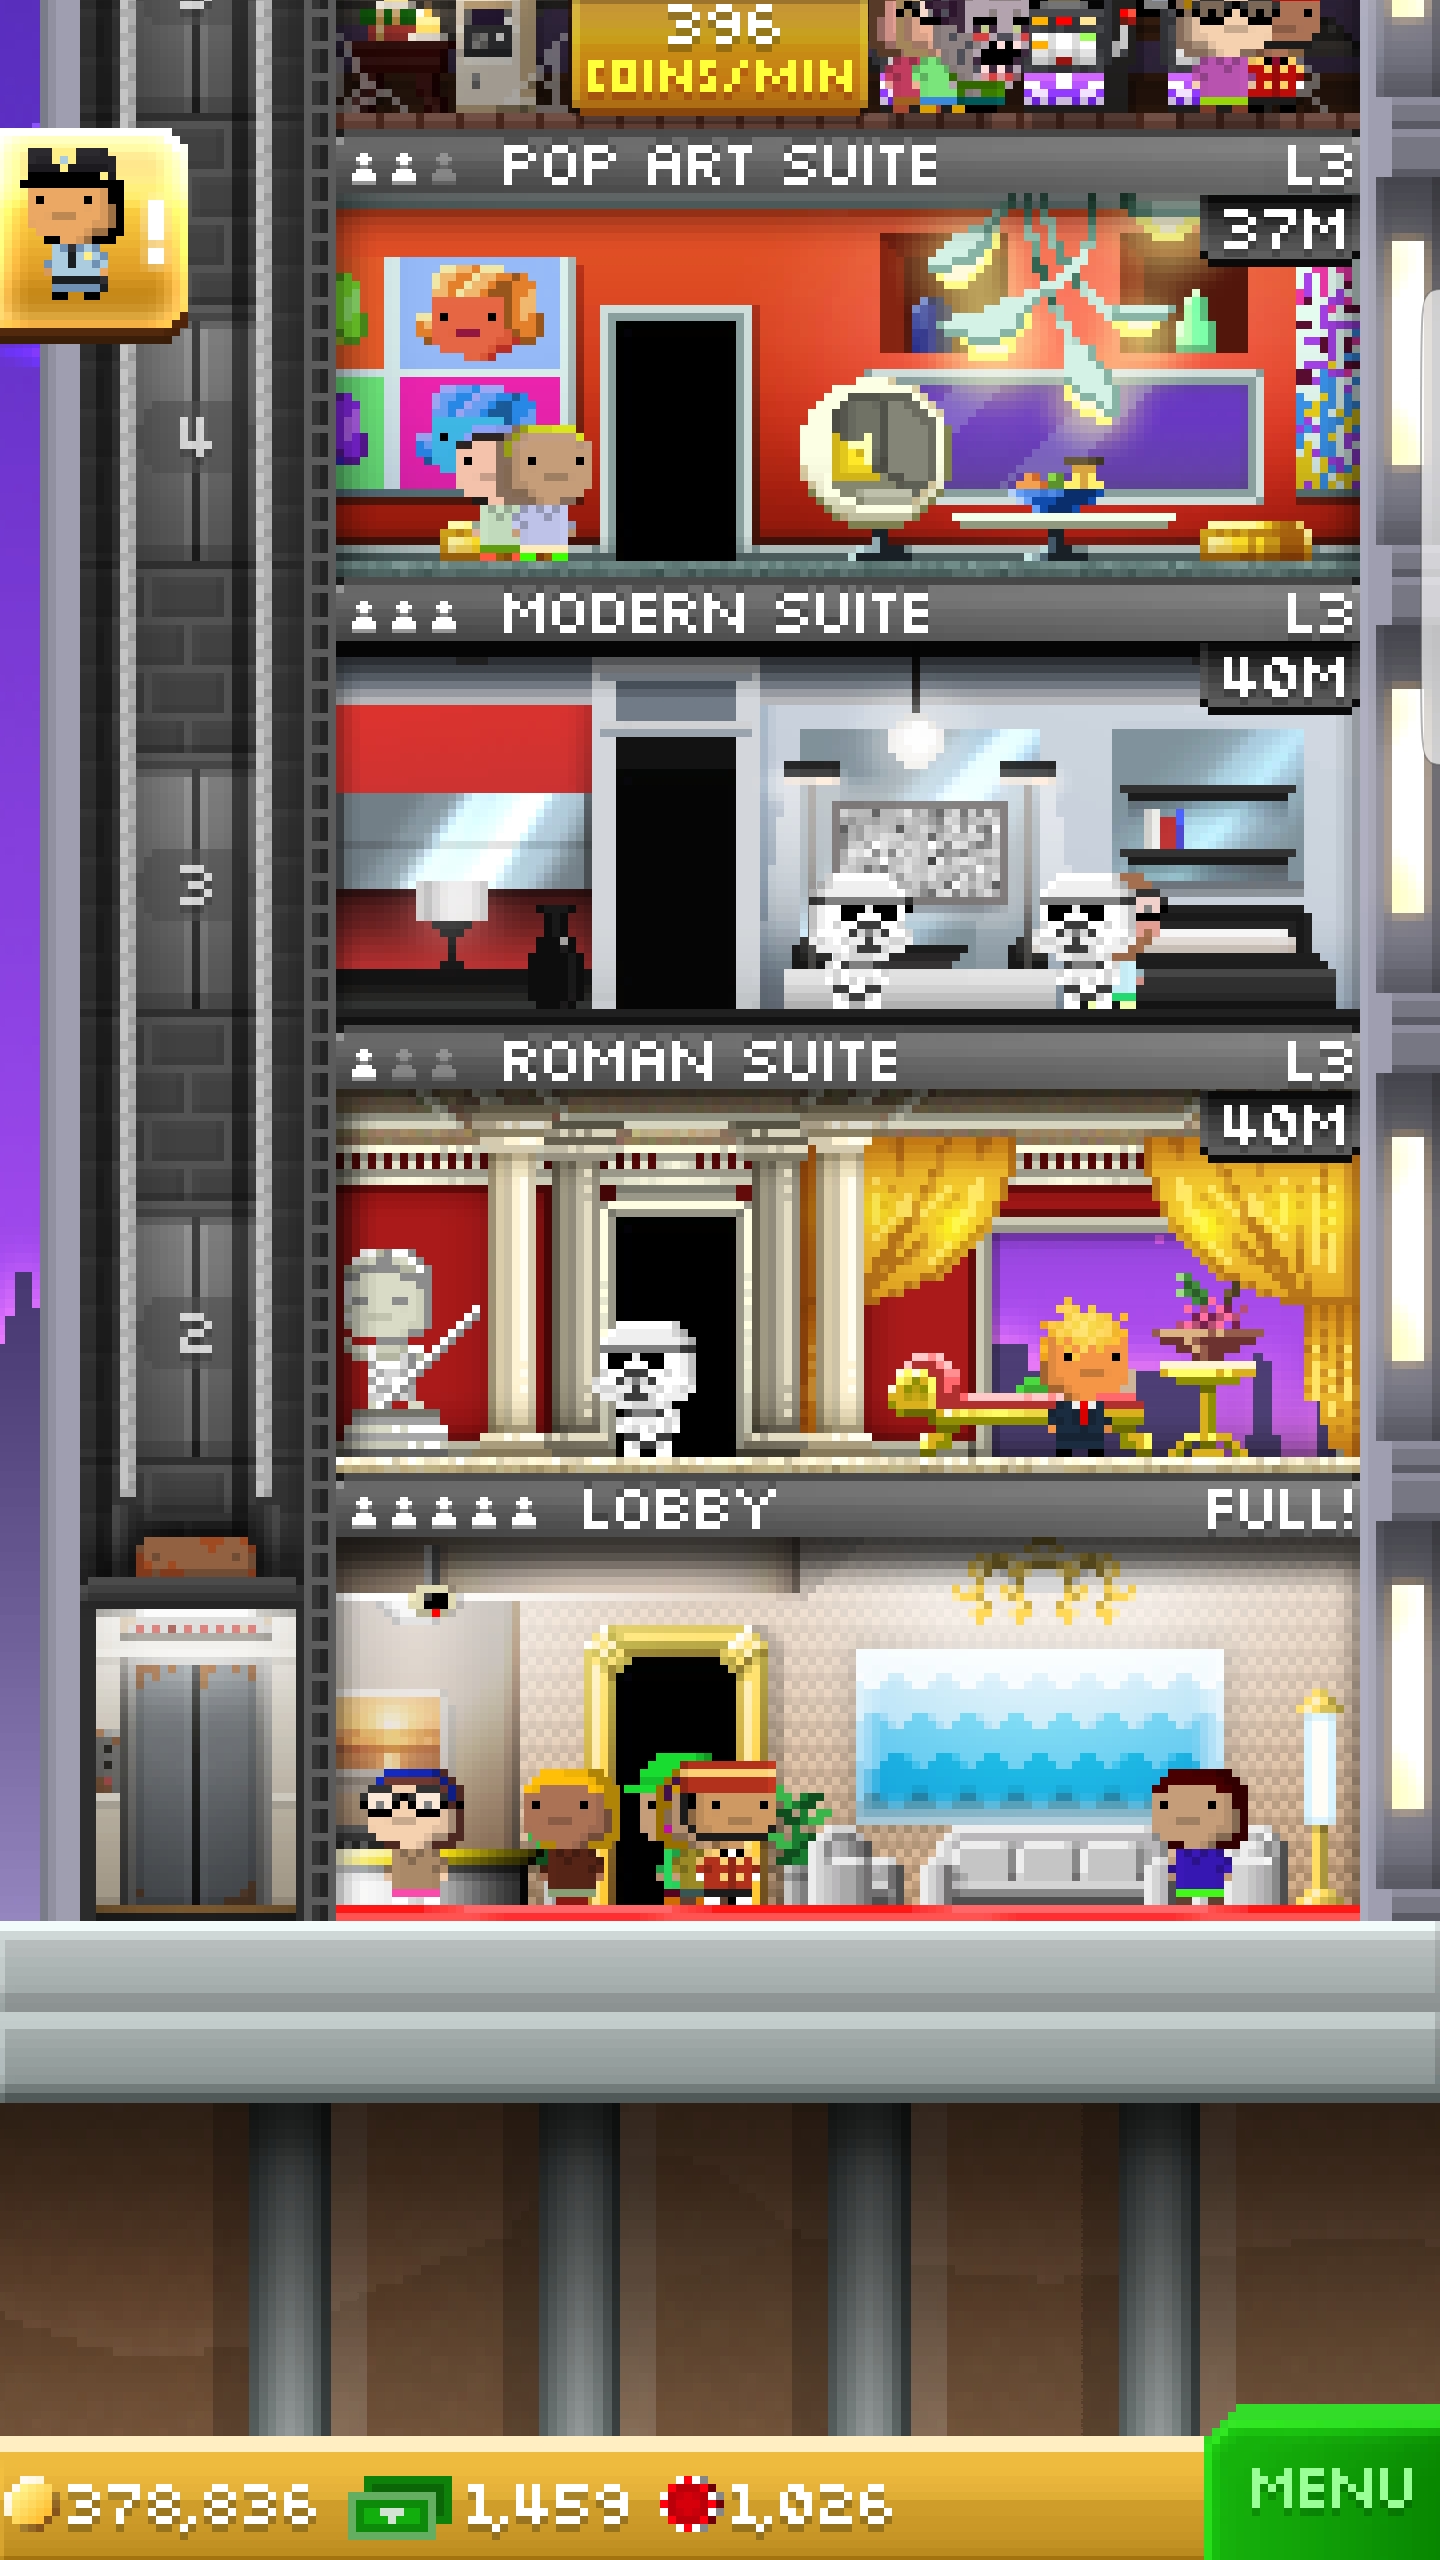 396
COINS/MIN
!
POP ART SUITE L3
37M
4
MODERN SUITE L3
40M
3
ROMAN SUITE L3
40M
2
LOBBY FULL!
378,836 1,459 1,026 MENU